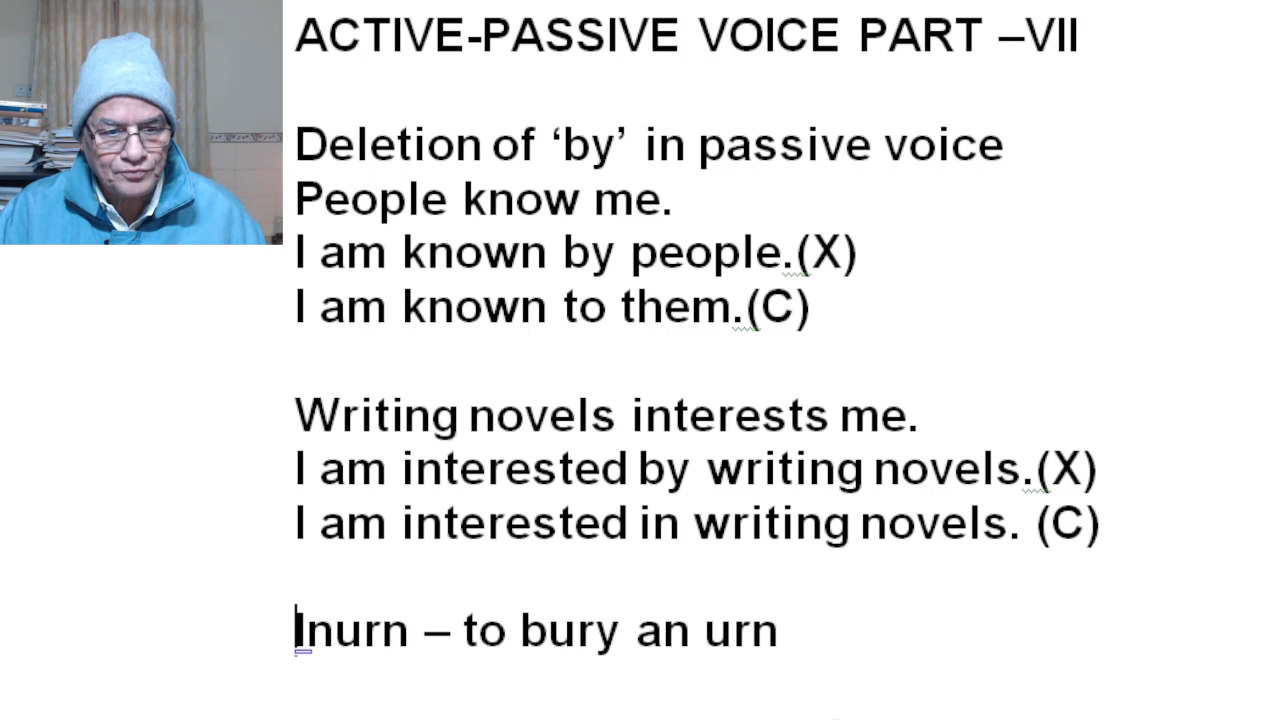 ACTIVE-PASSIVE VOICE PART –VII
Deletion of ‘by’ in passive voice
People know me.
I am known by people.(X)
I am known to them.(C)
Writing novels interests me.
I am interested by writing novels.(X)
I am interested in writing novels. (C)
Inurn – to bury an urn